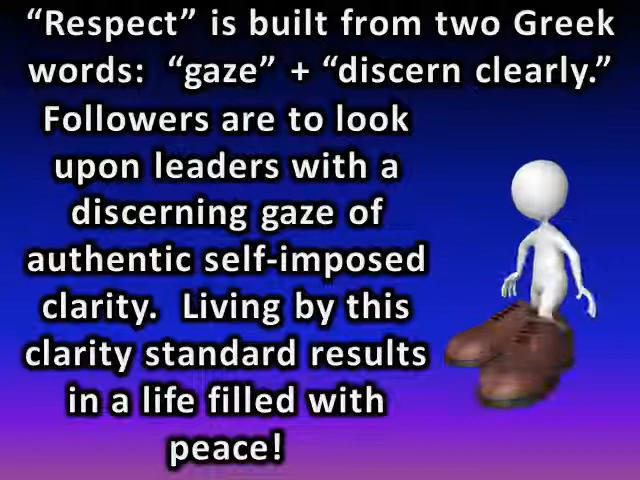 “Respect” is built from two Greek
words:  “gaze” + “discern clearly.”
Followers are to look
upon leaders with a
discerning gaze of
authentic self-imposed
clarity.  Living by this
clarity standard results
in a life filled with
peace!